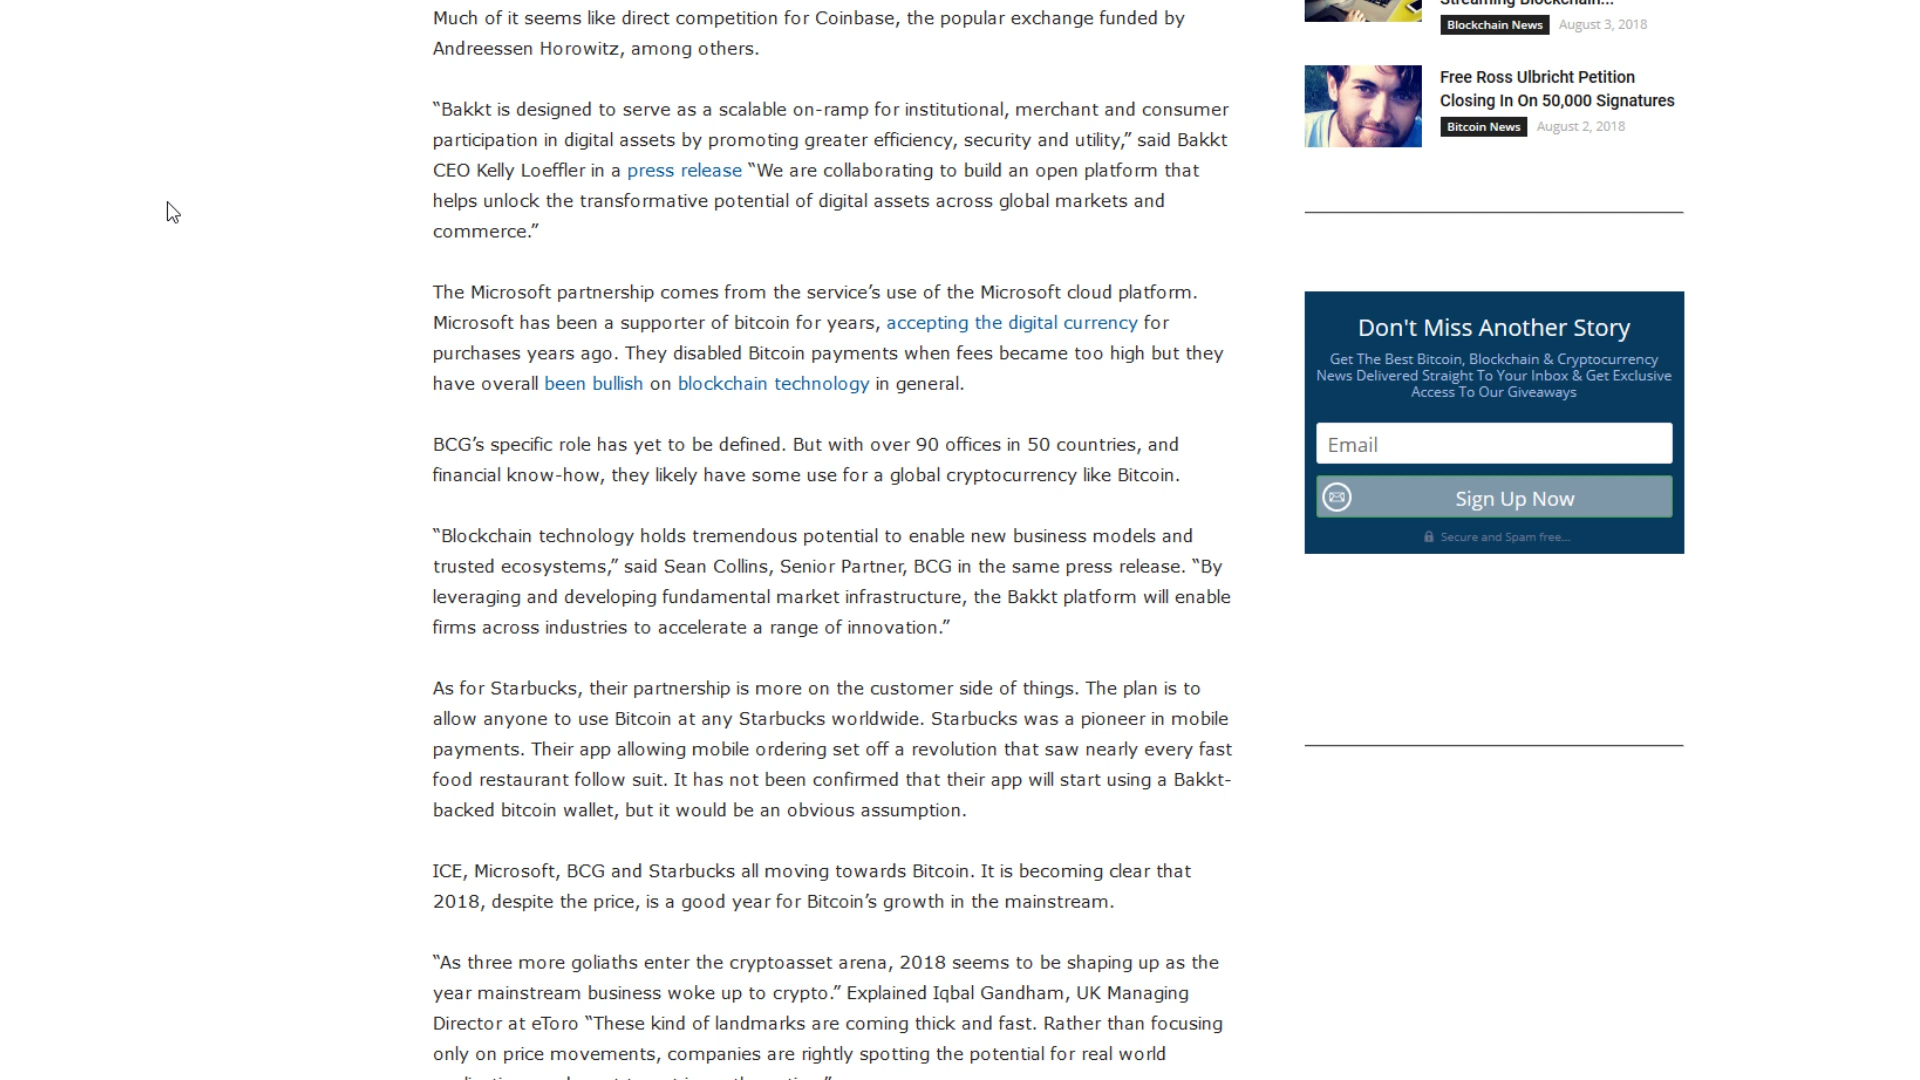 Much of it seems like direct competition for Coinbase, the popular exchange funded by
Andreessen Horowitz, among others.
“Bakkt is designed to serve as a scalable on-ramp for institutional, merchant and consumer
participation in digital assets by promoting greater efficiency, security and utility,” said Bakkt
CEO Kelly Loeffler in a press release “We are collaborating to build an open platform that
helps unlock the transformative potential of digital assets across global markets and
commerce.”
The Microsoft partnership comes from the service’s use of the Microsoft cloud platform.
Microsoft has been a supporter of bitcoin for years, accepting the digital currency for
purchases years ago. They disabled Bitcoin payments when fees became too high but they
have overall been bullish on blockchain technology in general.
BCG’s specific role has yet to be defined. But with over 90 offices in 50 countries, and
financial know-how, they likely have some use for a global cryptocurrency like Bitcoin.
“Blockchain technology holds tremendous potential to enable new business models and
trusted ecosystems,” said Sean Collins, Senior Partner, BCG in the same press release. “By
leveraging and developing fundamental market infrastructure, the Bakkt platform will enable
firms across industries to accelerate a range of innovation.”
As for Starbucks, their partnership is more on the customer side of things. The plan is to
allow anyone to use Bitcoin at any Starbucks worldwide. Starbucks was a pioneer in mobile
payments. Their app allowing mobile ordering set off a revolution that saw nearly every fast
food restaurant follow suit. It has not been confirmed that their app will start using a Bakkt-
backed bitcoin wallet, but it would be an obvious assumption.
ICE, Microsoft, BCG and Starbucks all moving towards Bitcoin. It is becoming clear that
2018, despite the price, is a good year for Bitcoin’s growth in the mainstream.
“As three more goliaths enter the cryptoasset arena, 2018 seems to be shaping up as the
year mainstream business woke up to crypto.” Explained Iqbal Gandham, UK Managing
Director at eToro “These kind of landmarks are coming thick and fast. Rather than focusing
only on price movements, companies are rightly spotting the potential for real world
Streaming Blockchain...
Blockchain News August 3, 2018
Free Ross Ulbricht Petition
Closing In On 50,000 Signatures
Bitcoin News August 2, 2018
Don't Miss Another Story
Get The Best Bitcoin, Blockchain & Cryptocurrency
News Delivered Straight To Your Inbox & Get Exclusive
Access To Our Giveaways
Email
Sign Up Now
Secure and Spam free...